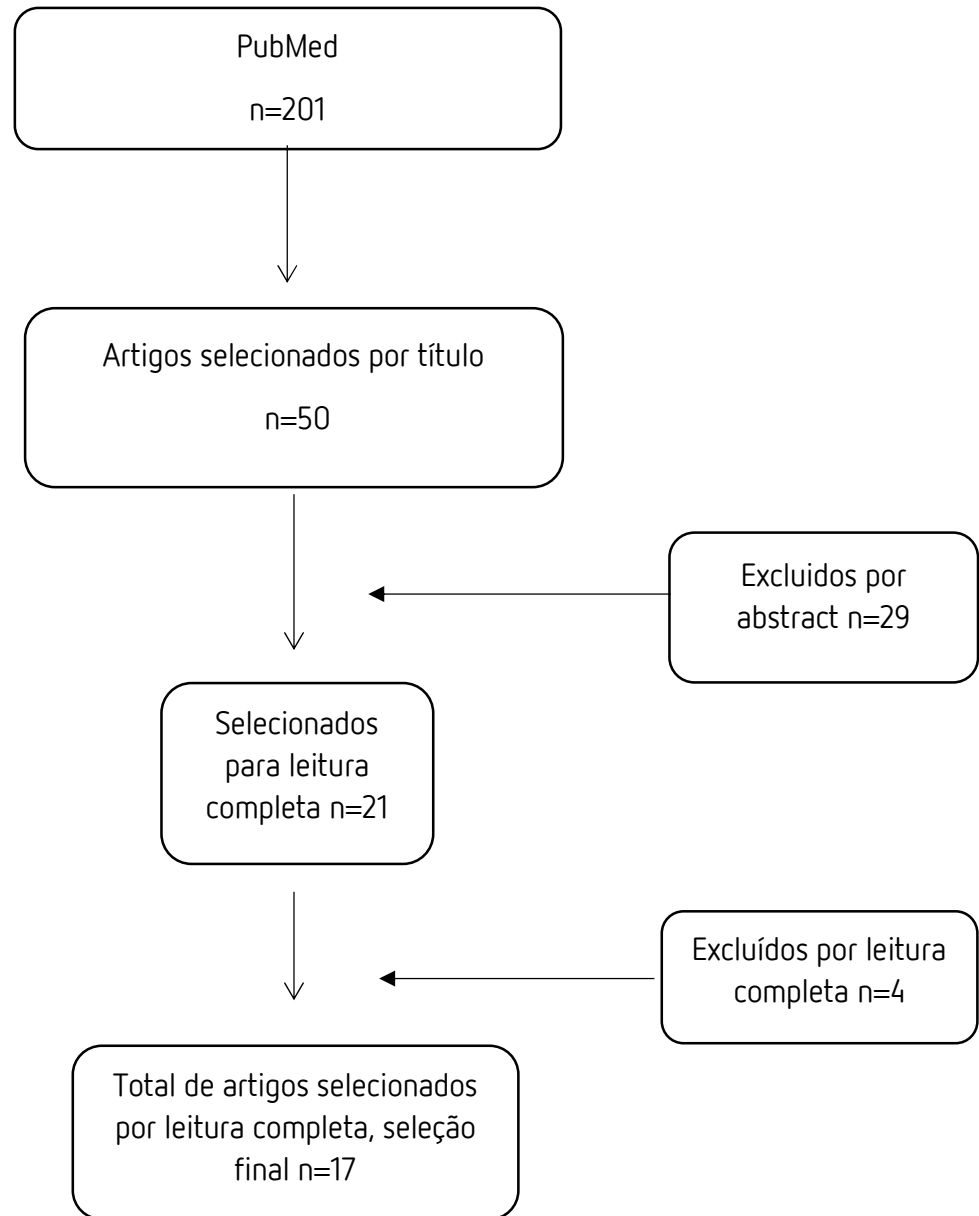 PubMed
n=201
Artigos selecionados por título
n=50
Excluidos por
abstract n=29
Selecionados
para leitura
completa n=21
Excluídos por leitura
completa n=4
Total de artigos selecionados
por leitura completa, seleção
final n=17